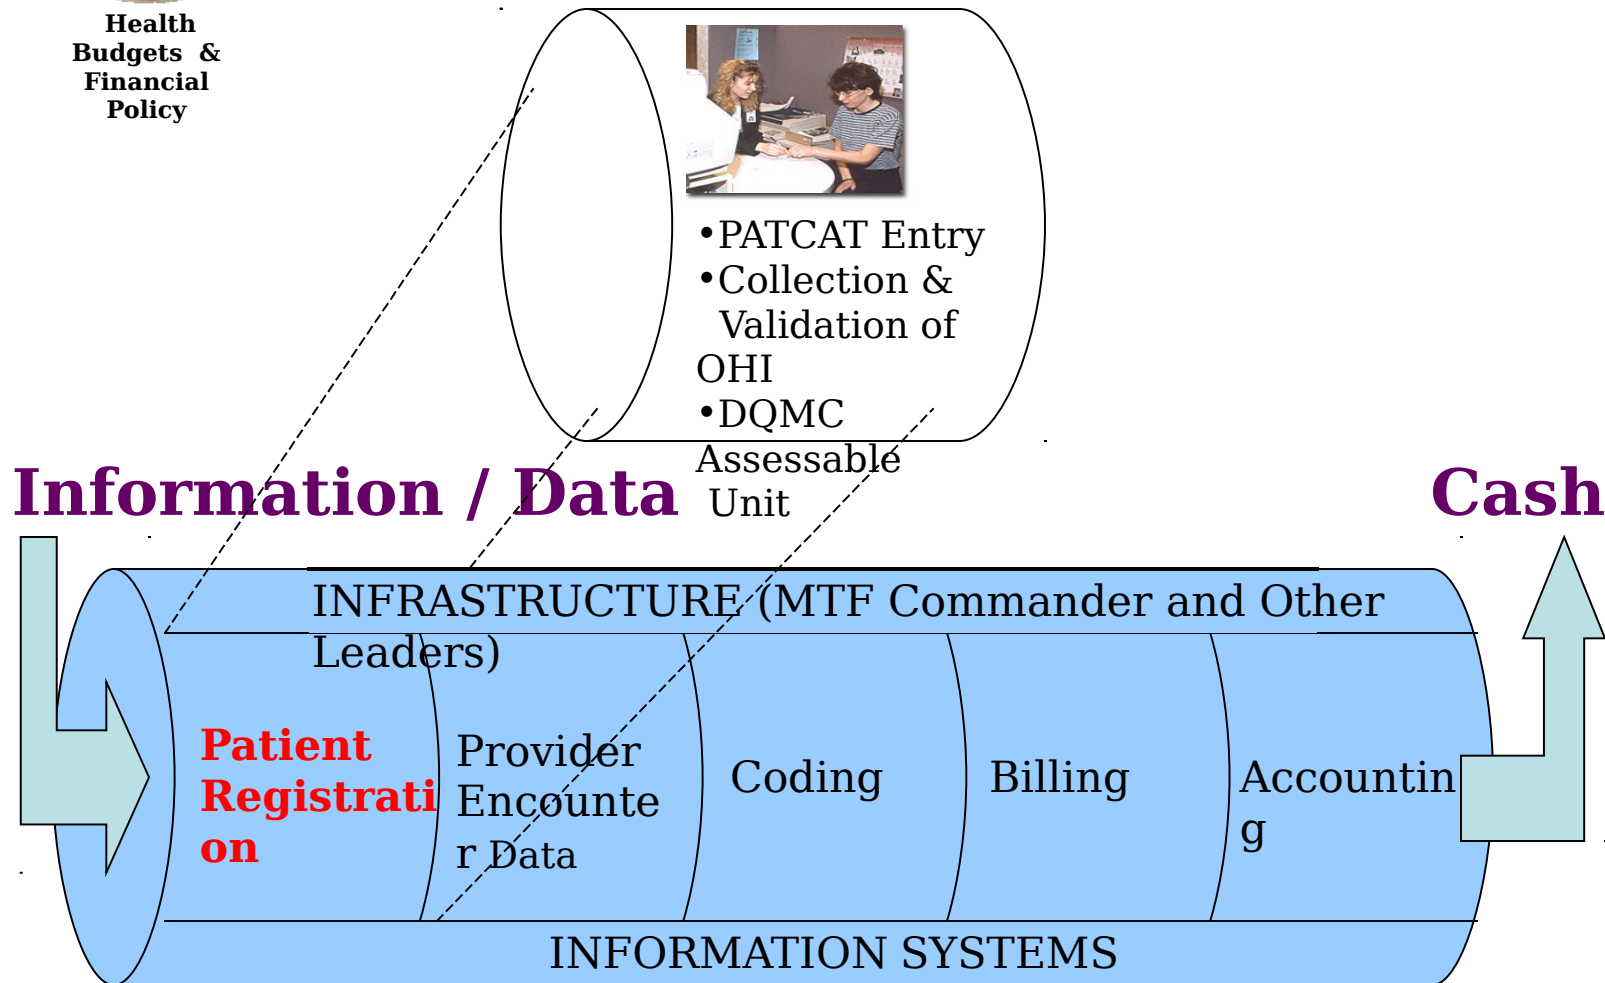 Health
Budgets & 
Financial
Policy
•PATCAT Entry
•Collection &
Validation of
OHI
•DQMC
Assessable
Unit
Information / Data
Cash
INFRASTRUCTURE (MTF Commander and Other
Leaders)
Patient
Registrati
on
Provider
Encounte
r Data
Coding
Billing
Accountin
g
INFORMATION SYSTEMS